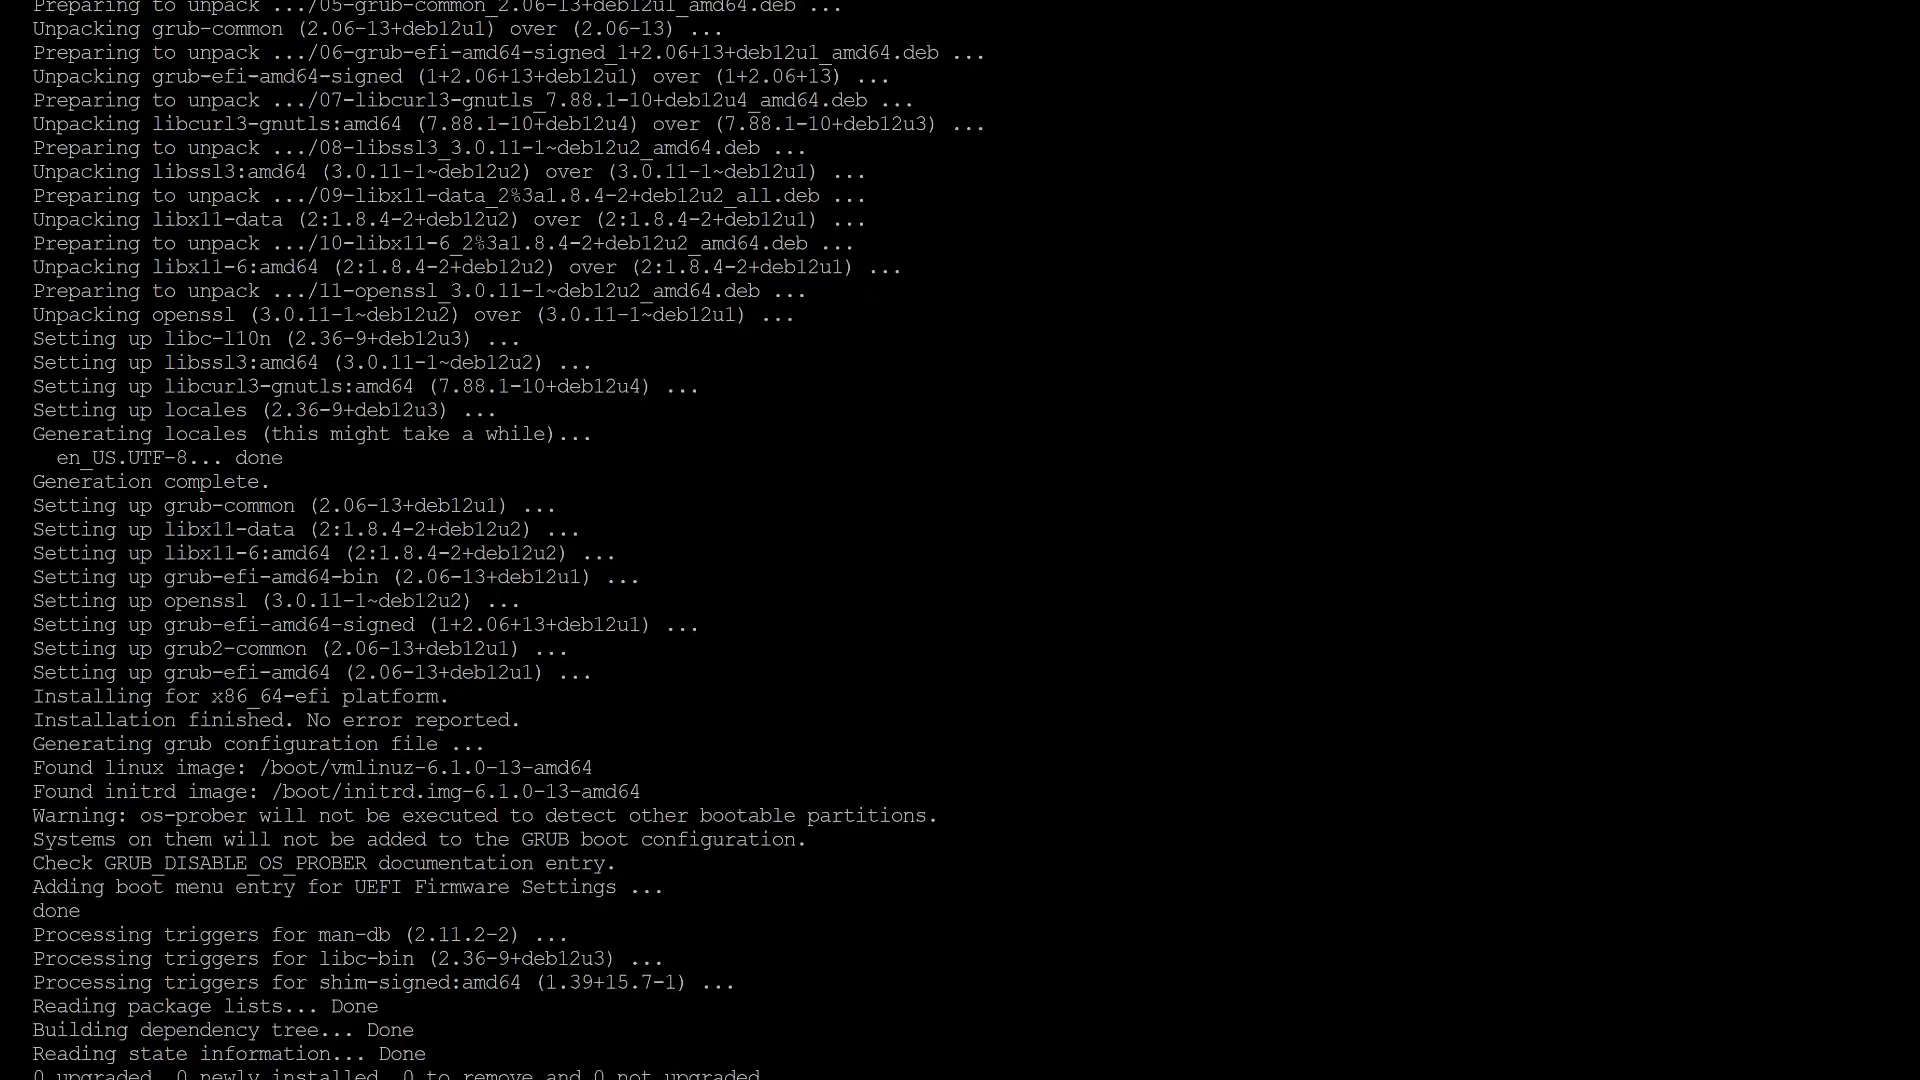 Preparing to unpack .../05-grub-common_2.06-13+deb12u1_amd64.deb ...
Unpacking grub-common (2.06-13+deb12u1) over (2.06-13) ...
Preparing to unpack .../06-grub-efi-amd64-signed_1+2.06+13+deb12u1_amd64.deb ...
Unpacking grub-efi-amd64-signed (1+2.06+13+deb12u1) over (1+2.06+13) ...
Preparing to unpack .../07-libcurl3-gnutls_7.88.1-10+deb12u4_amd64.deb ...
Unpacking libcurl3-gnutls:amd64 (7.88.1-10+deb12u4) over (7.88.1-10+deb12u3) ...
Preparing to unpack .../08-libssl3_3.0.11-1~deb12u2_amd64.deb ...
Unpacking libssl3:amd64 (3.0.11-1~deb12u2) over (3.0.11-1~deb12u1) ...
Preparing to unpack .../09-libx11-data_2%3a1.8.4-2+deb12u2_all.deb ...
Unpacking libx11-data (2:1.8.4-2+deb12u2) over (2:1.8.4-2+deb12u1) ...
Preparing to unpack .../10-libx11-6_2%3a1.8.4-2+deb12u2_amd64.deb ...
Unpacking libx11-6:amd64 (2:1.8.4-2+deb12u2) over (2:1.8.4-2+deb12u1) ...
Preparing to unpack .../11-openssl_3.0.11-1~deb12u2_amd64.deb ...
Unpacking openssl (3.0.11-1~deb12u2) over (3.0.11-1~deb12u1) ...
Setting up libc-l10n (2.36-9+deb12u3) ...
Setting up libssl3:amd64 (3.0.11-1~deb12u2) ...
Setting up libcurl3-gnutls:amd64 (7.88.1-10+deb12u4) ...
Setting up locales (2.36-9+deb12u3) ...
Generating locales (this might take a while)...
  en_US.UTF-8... done
Generation complete.
Setting up grub-common (2.06-13+deb12u1) ...
Setting up libx11-data (2:1.8.4-2+deb12u2) ...
Setting up libx11-6:amd64 (2:1.8.4-2+deb12u2) ...
Setting up grub-efi-amd64-bin (2.06-13+deb12u1) ...
Setting up openssl (3.0.11-1~deb12u2) ...
Setting up grub-efi-amd64-signed (1+2.06+13+deb12u1) ...
Setting up grub2-common (2.06-13+deb12u1) ...
Setting up grub-efi-amd64 (2.06-13+deb12u1) ...
Installing for x86_64-efi platform.
Installation finished. No error reported.
Generating grub configuration file ...
Found linux image: /boot/vmlinuz-6.1.0-13-amd64
Found initrd image: /boot/initrd.img-6.1.0-13-amd64
Warning: os-prober will not be executed to detect other bootable partitions.
Systems on them will not be added to the GRUB boot configuration.
Check GRUB_DISABLE_OS_PROBER documentation entry.
Adding boot menu entry for UEFI Firmware Settings ...
done
Processing triggers for man-db (2.11.2-2) ...
Processing triggers for libc-bin (2.36-9+deb12u3) ...
Processing triggers for shim-signed:amd64 (1.39+15.7-1) ...
Reading package lists... Done
Building dependency tree... Done
Reading state information... Done
0 upgraded, 0 newly installed, 0 to remove and 0 not upgraded.